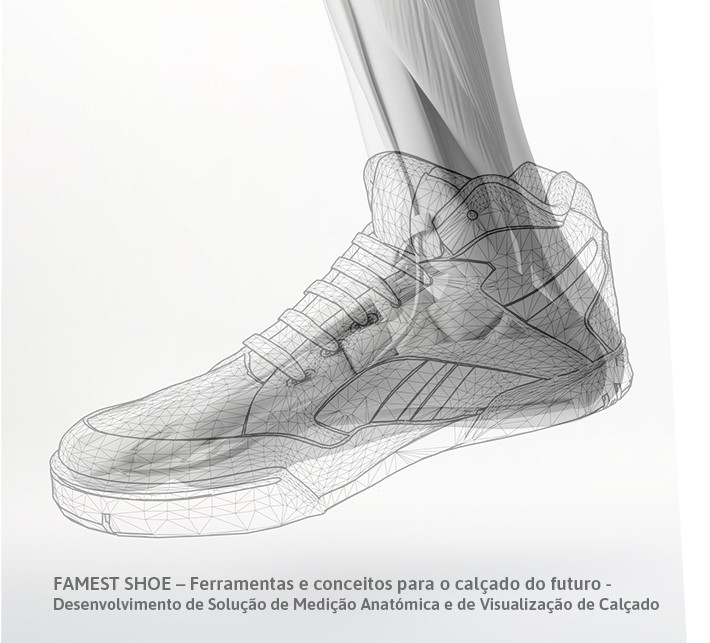 FAMEST SHOE – Ferramentas e conceitos para o calçado do futuro -
Desenvolvimento de Solução de Medição Anatómica e de Visualização de Calçado